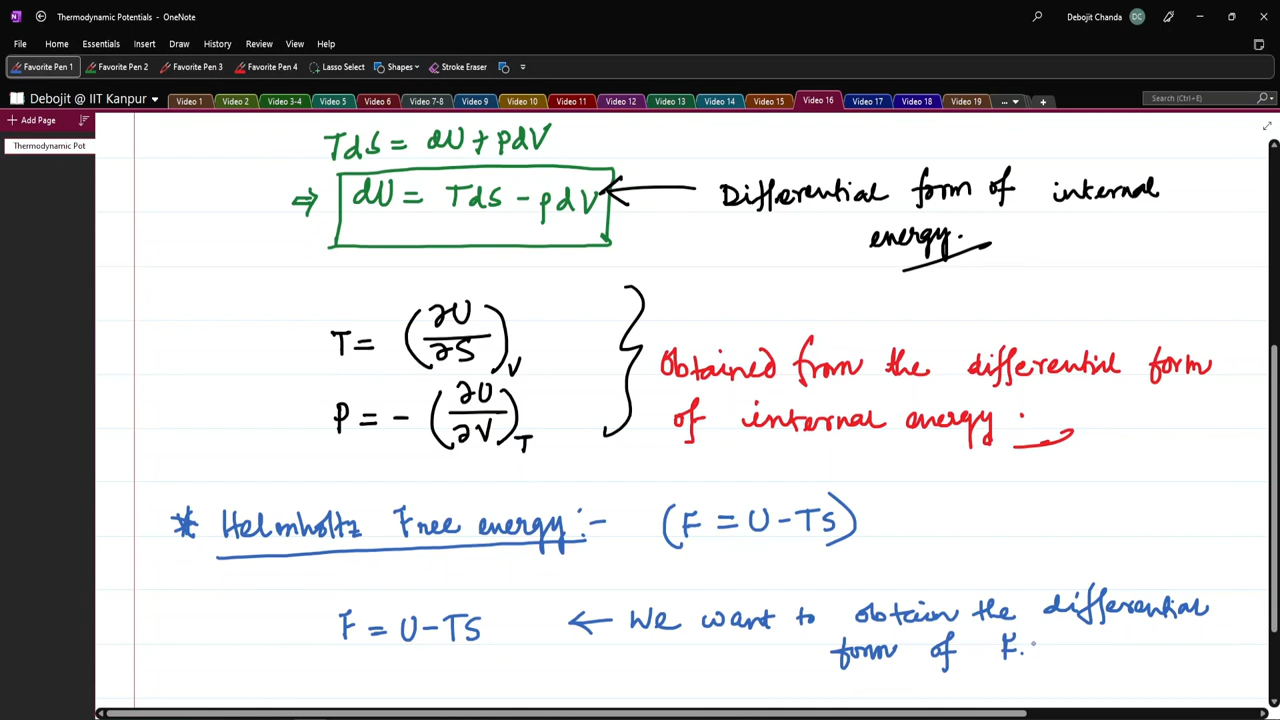 Thermodynamic Potentials - OneNote
Debojit Chanda DC
File Home Essentials Insert Draw History Review View Help
Favorite Pen 1 Favorite Pen 2 Favorite Pen 3 Favorite Pen 4 Lasso Select Shapes Stroke Eraser
Debojit @ IIT Kanpur Video 1 Video 2 Video 3-4 Video 5 Video 6 Video 7-8 Video 9 Video 10 Video 11 Video 12 Video 13 Video 14 Video 15 Video 16 Video 17 Video 18 Video 19 ... + Search (Ctrl+E)
+ Add Page
Thermodynamic Pot
TdS = dU + pdV
⇒ dU = TdS - pdV ← Differential form of internal
energy.
T = (∂U/∂S)_V
P = - (∂U/∂V)_T
Obtained from the differential form
of internal energy.
* Helmholtz Free energy :- (F = U - TS)
F = U - TS ← We want to obtain the differential
form of F.